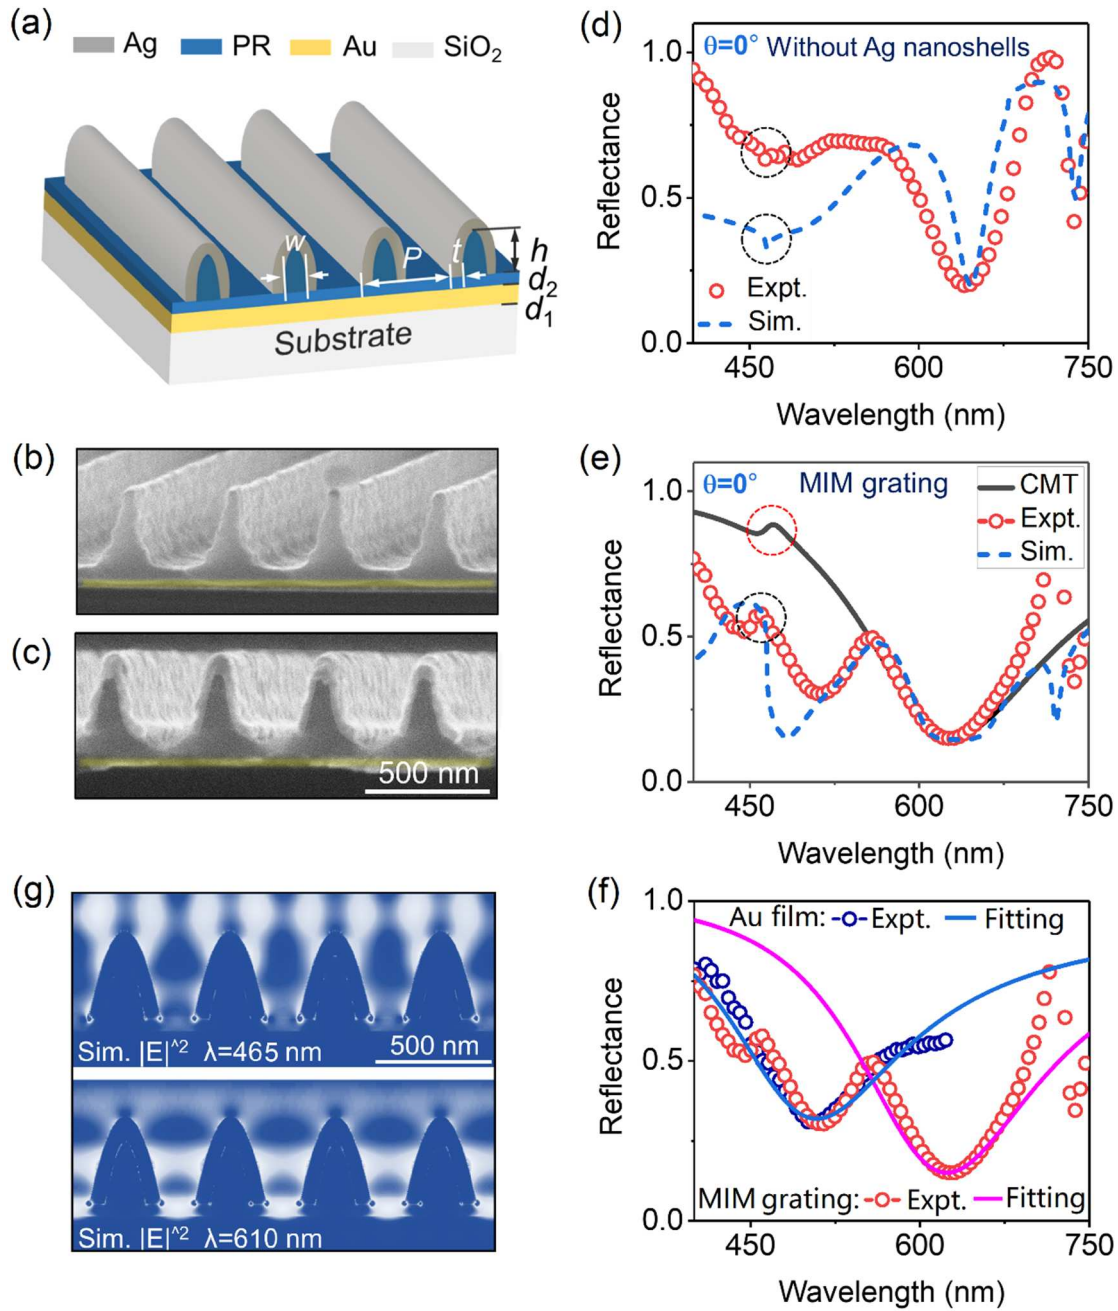 (a)
Ag PR Au SiO2
w
P
t
h
d2
d1
Substrate
(b)
(c)
500 nm
(d)
θ=0° Without Ag nanoshells
1.0
0.5
0.0
Reflectance
Expt.
Sim.
450 600 750
Wavelength (nm)
(e)
θ=0° MIM grating
CMT
Expt.
Sim.
1.0
0.5
0.0
Reflectance
450 600 750
Wavelength (nm)
(g)
Sim. |E|^2 λ=465 nm
500 nm
Sim. |E|^2 λ=610 nm
(f)
Au film: Expt. Fitting
1.0
0.5
0.0
Reflectance
MIM grating: Expt. Fitting
450 600 750
Wavelength (nm)